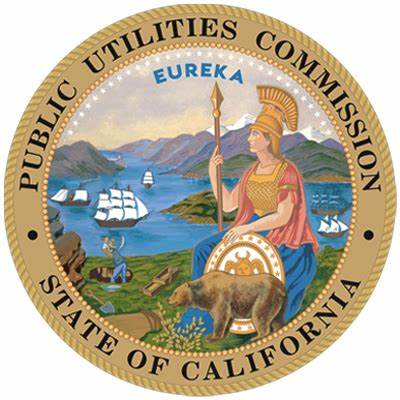 PUBLIC UTILITIES COMMISSION
EUREKA
STATE OF CALIFORNIA